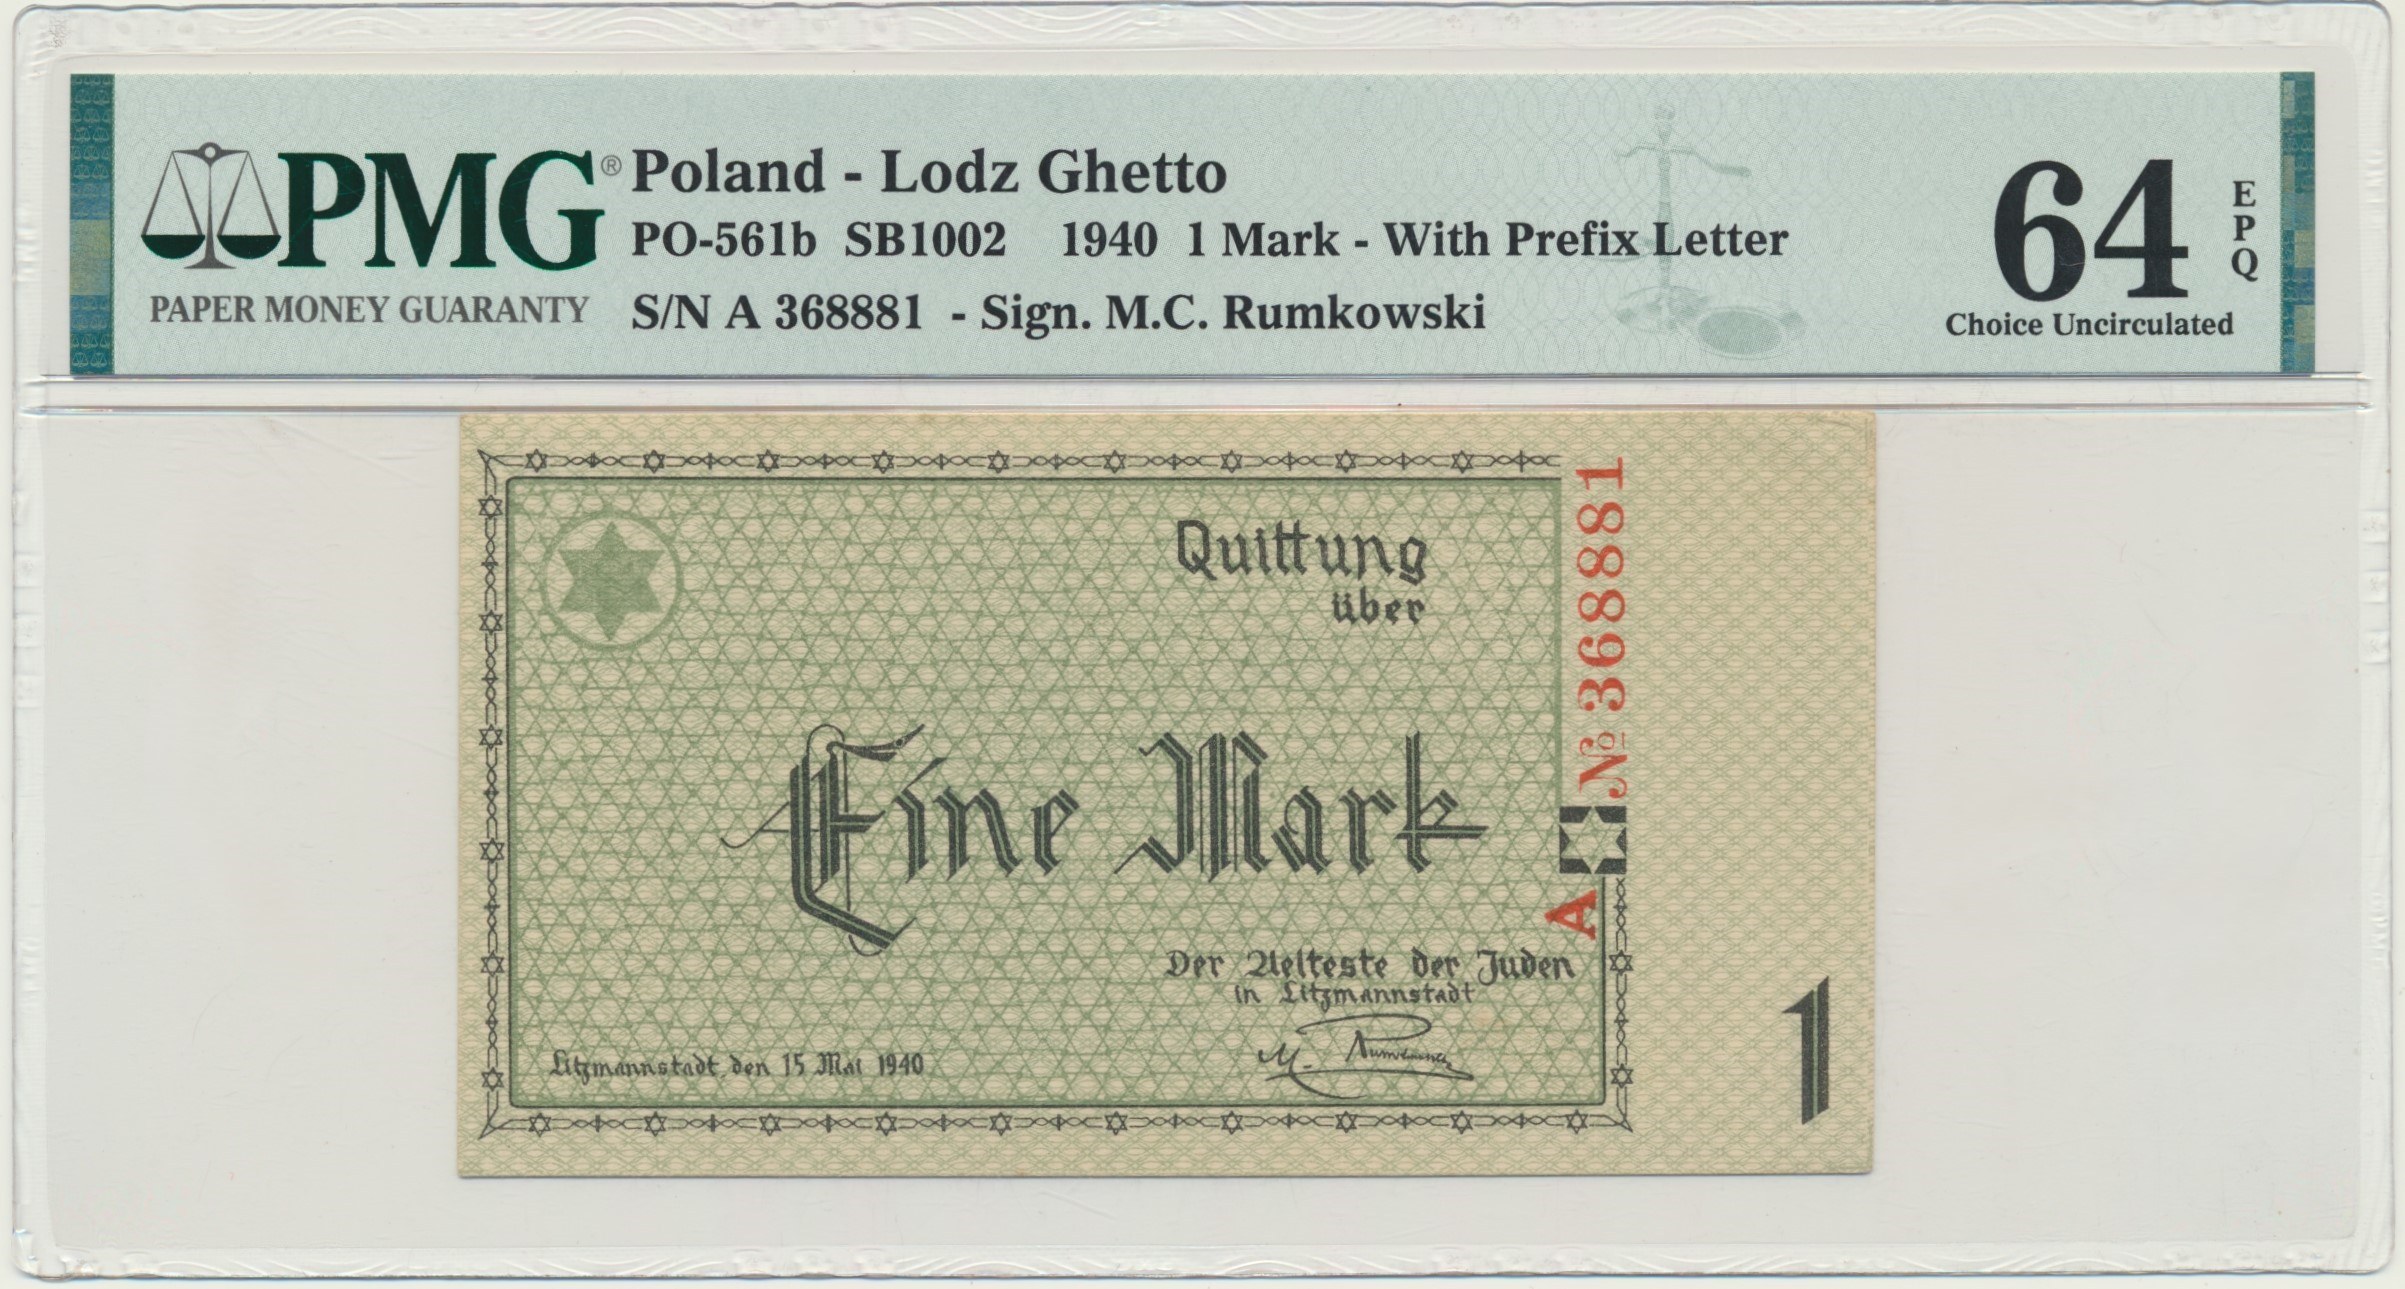 PMG®
PAPER MONEY GUARANTY
Poland - Lodz Ghetto
PO-561b SB1002 1940 1 Mark - With Prefix Letter
S/N A 368881 - Sign. M.C. Rumkowski
64
EPQ
Choice Uncirculated
Quittung
über
Eine Mark
№ 368881
A
Der Aelteste der Juden
in Litzmannstadt
M. Rumkowski
Litzmannstadt, den 15 Mai 1940
1